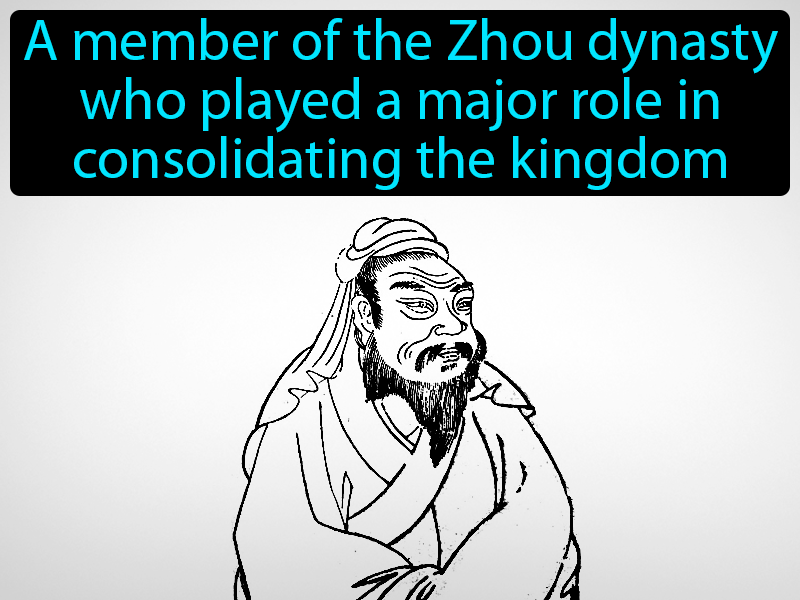 A member of the Zhou dynasty
who played a major role in
consolidating the kingdom